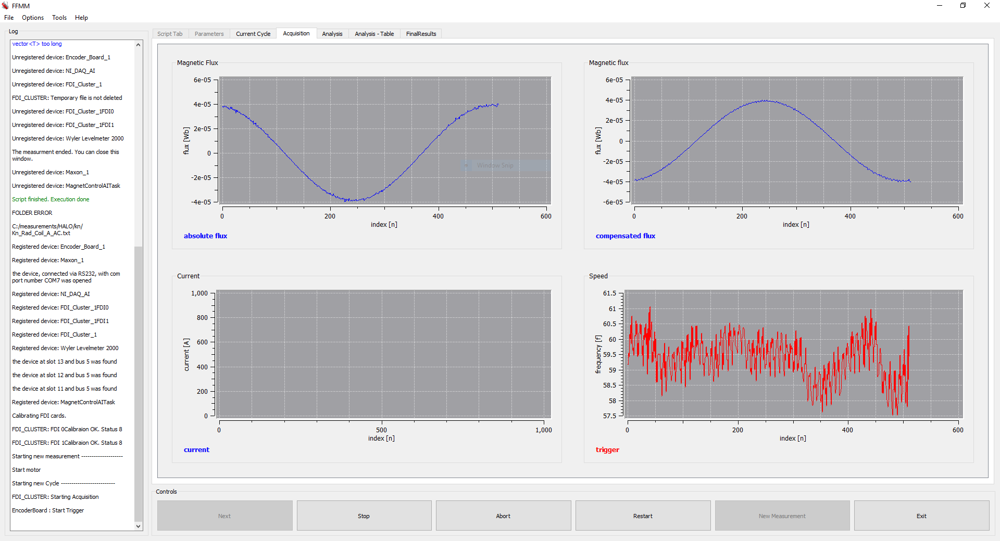 FFMM
File Options Tools Help
Log
vector<T> too long
Unregistered device: Encoder_Board_1
Unregistered device: NI_DAQ_AI
Unregistered device: FDI_Cluster_1
FDI_CLUSTER: Temporary file is not deleted
Unregistered device: FDI_Cluster_1FDI0
Unregistered device: FDI_Cluster_1FDI1
Unregistered device: Wyler Levelmeter 2000
The measurment ended. You can close this
window.
Unregistered device: Maxon_1
Unregistered device: MagnetControlAITask
Script finished. Execution done
FOLDER ERROR
C:/measurements/HALO/kn/
Kn_Rad_Coil_A_AC.txt
Registered device: Encoder_Board_1
Registered device: Maxon_1
the device, connected via RS232, with com
port number COM7 was opened
Registered device: NI_DAQ_AI
Registered device: FDI_Cluster_1FDI0
Registered device: FDI_Cluster_1FDI1
Registered device: FDI_Cluster_1
Registered device: Wyler Levelmeter 2000
the device at slot 13 and bus 5 was found
the device at slot 12 and bus 5 was found
the device at slot 11 and bus 5 was found
Registered device: MagnetControlAITask
Calibrating FDI cards.
FDI_CLUSTER: FDI 0Calibraion OK. Status 8
FDI_CLUSTER: FDI 1Calibraion OK. Status 8
Starting new measurement --------------------
Start motor
Starting new Cycle --------------------------
FDI_CLUSTER: Starting Acquisition
EncoderBoard : Start Trigger
Script Tab Parameters Current Cycle Acquisition Analysis Analysis - Table FinalResults
Magnetic Flux
6e-05
4e-05
2e-05
0
-2e-05
-4e-05
flux [Wb]
0 200 400 600
index [n]
absolute flux
Window Snip
Magnetic flux
6e-05
4e-05
2e-05
0
-2e-05
-4e-05
-6e-05
flux [Wb]
0 200 400 600
index [n]
compensated flux
Current
1,000
800
600
400
200
0
current [A]
0 500 1,000
index [n]
current
Speed
61.5
61
60.5
60
59.5
59
58.5
58
57.5
frequency [f]
0 200 400 600
index [n]
trigger
Controls
Next Stop Abort Restart New Measurement Exit